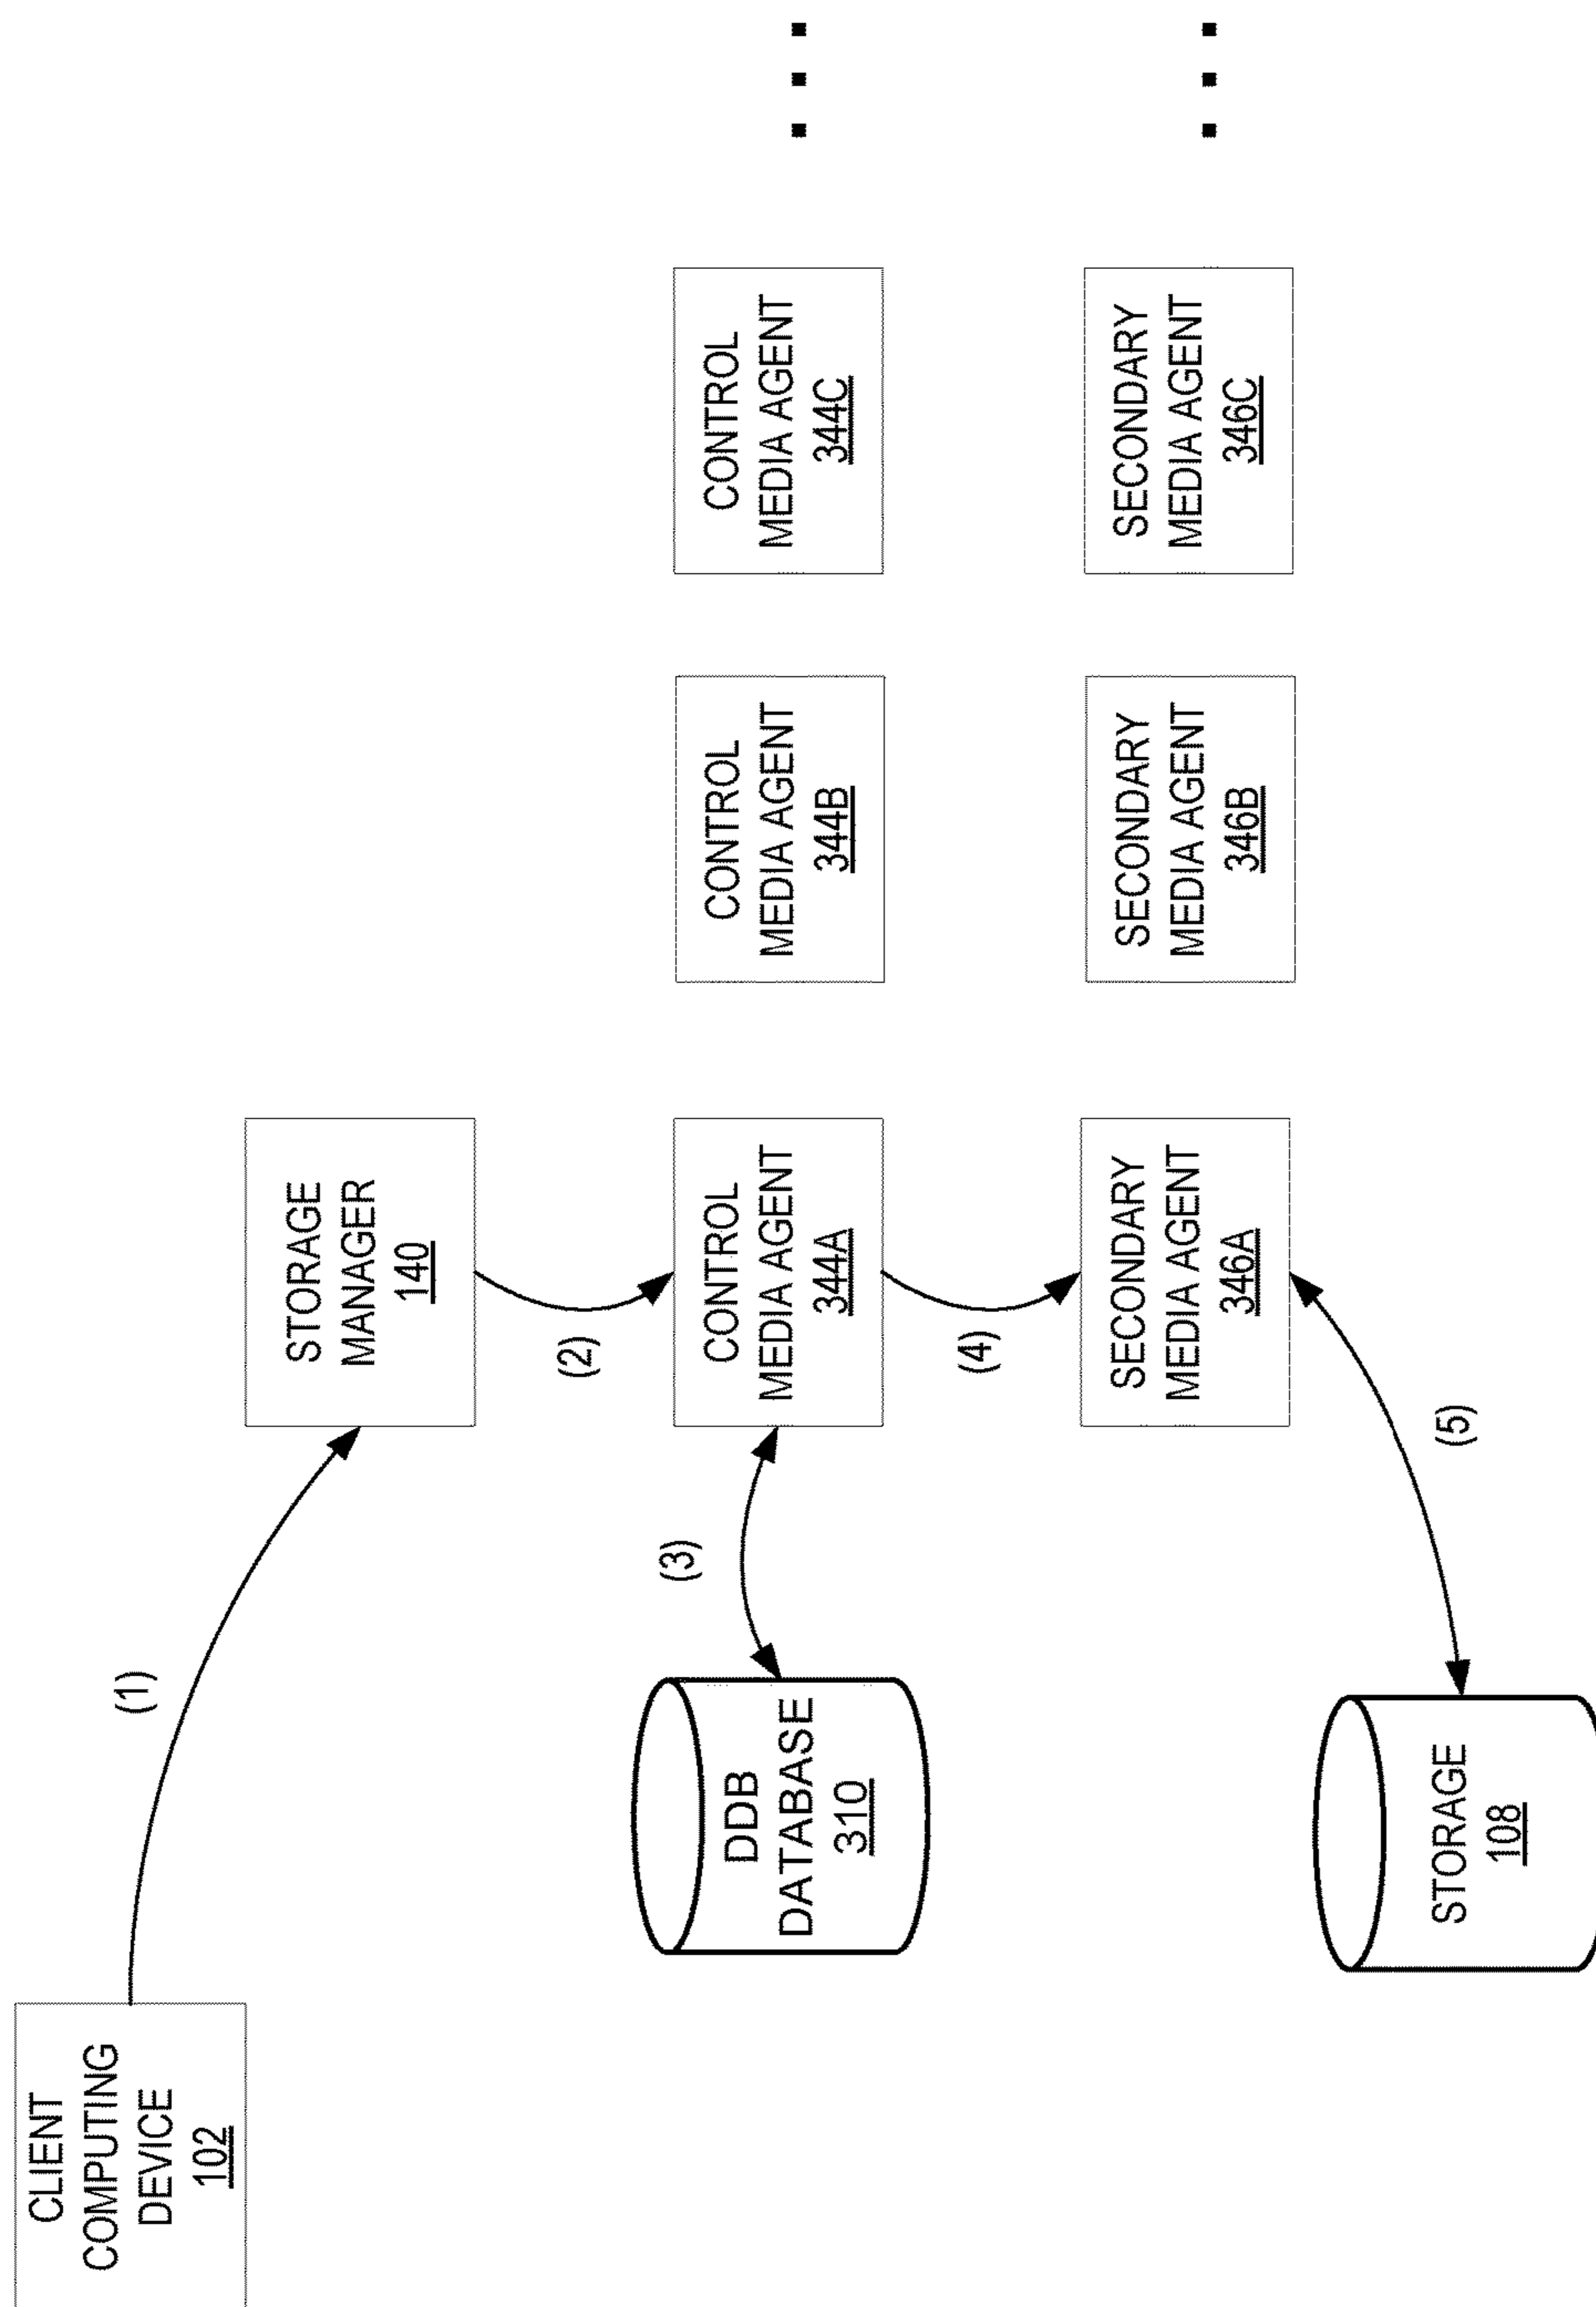 CLIENT
COMPUTING
DEVICE
102
(1)
STORAGE
MANAGER
140
(2)
DDB
DATABASE
310
(3)
CONTROL
MEDIA AGENT
344A
CONTROL
MEDIA AGENT
344B
CONTROL
MEDIA AGENT
344C
(4)
SECONDARY
MEDIA AGENT
346A
SECONDARY
MEDIA AGENT
346B
SECONDARY
MEDIA AGENT
346C
(5)
STORAGE
108